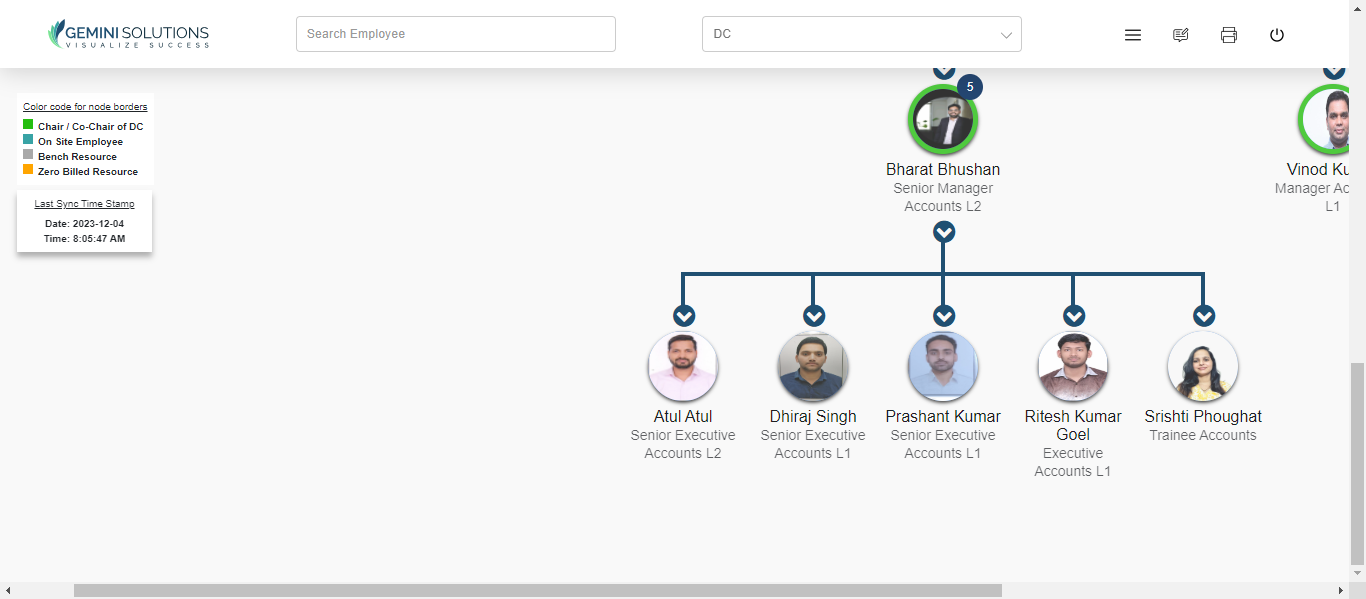 GEMINI SOLUTIONS
VISUALIZE SUCCESS
Search Employee
DC
Color code for node borders
Chair / Co-Chair of DC
On Site Employee
Bench Resource
Zero Billed Resource
Last Sync Time Stamp
Date: 2023-12-04
Time: 8:05:47 AM
5
Bharat Bhushan
Senior Manager
Accounts L2
Vinod Ku
Manager Ac
L1
Atul Atul
Senior Executive
Accounts L2
Dhiraj Singh
Senior Executive
Accounts L1
Prashant Kumar
Senior Executive
Accounts L1
Ritesh Kumar
Goel
Executive
Accounts L1
Srishti Phoughat
Trainee Accounts